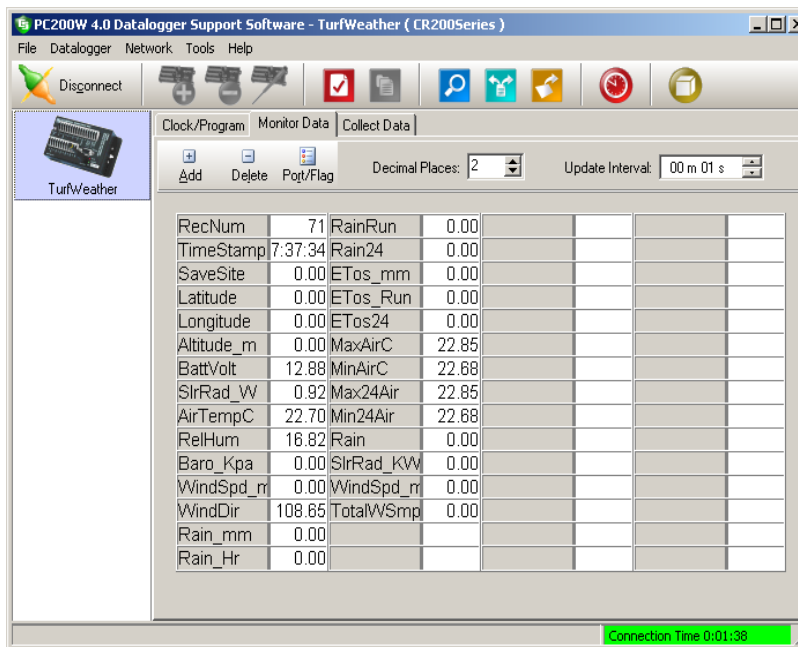 PC200W 4.0 Datalogger Support Software - TurfWeather ( CR200Series )
File Datalogger Network Tools Help
Disconnect
Clock/Program Monitor Data Collect Data
Add Delete Port/Flag Decimal Places: 2 Update Interval: 00 m 01 s
TurfWeather
RecNum 71 RainRun 0.00
TimeStamp 7:37:34 Rain24 0.00
SaveSite 0.00 ETos_mm 0.00
Latitude 0.00 ETos_Run 0.00
Longitude 0.00 ETos24 0.00
Altitude_m 0.00 MaxAirC 22.85
BattVolt 12.88 MinAirC 22.68
SlrRad_W 0.92 Max24Air 22.85
AirTempC 22.70 Min24Air 22.68
RelHum 16.82 Rain 0.00
Baro_Kpa 0.00 SlrRad_KW 0.00
WindSpd_m 0.00 WindSpd_m 0.00
WindDir 108.65 TotalWSmp 0.00
Rain_mm 0.00
Rain_Hr 0.00
Connection Time 0:01:38